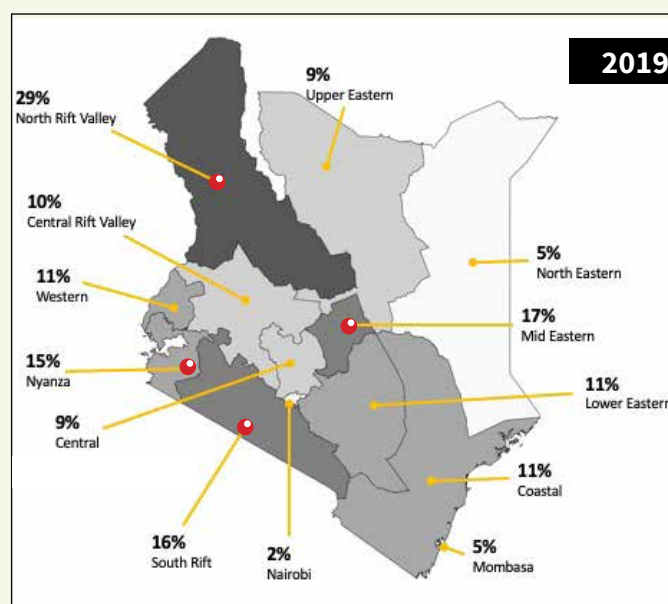 2019
9%
Upper Eastern
29%
North Rift Valley
10%
Central Rift Valley
5%
North Eastern
11%
Western
17%
Mid Eastern
15%
Nyanza
11%
Lower Eastern
9%
Central
11%
Coastal
16%
South Rift
2%
Nairobi
5%
Mombasa